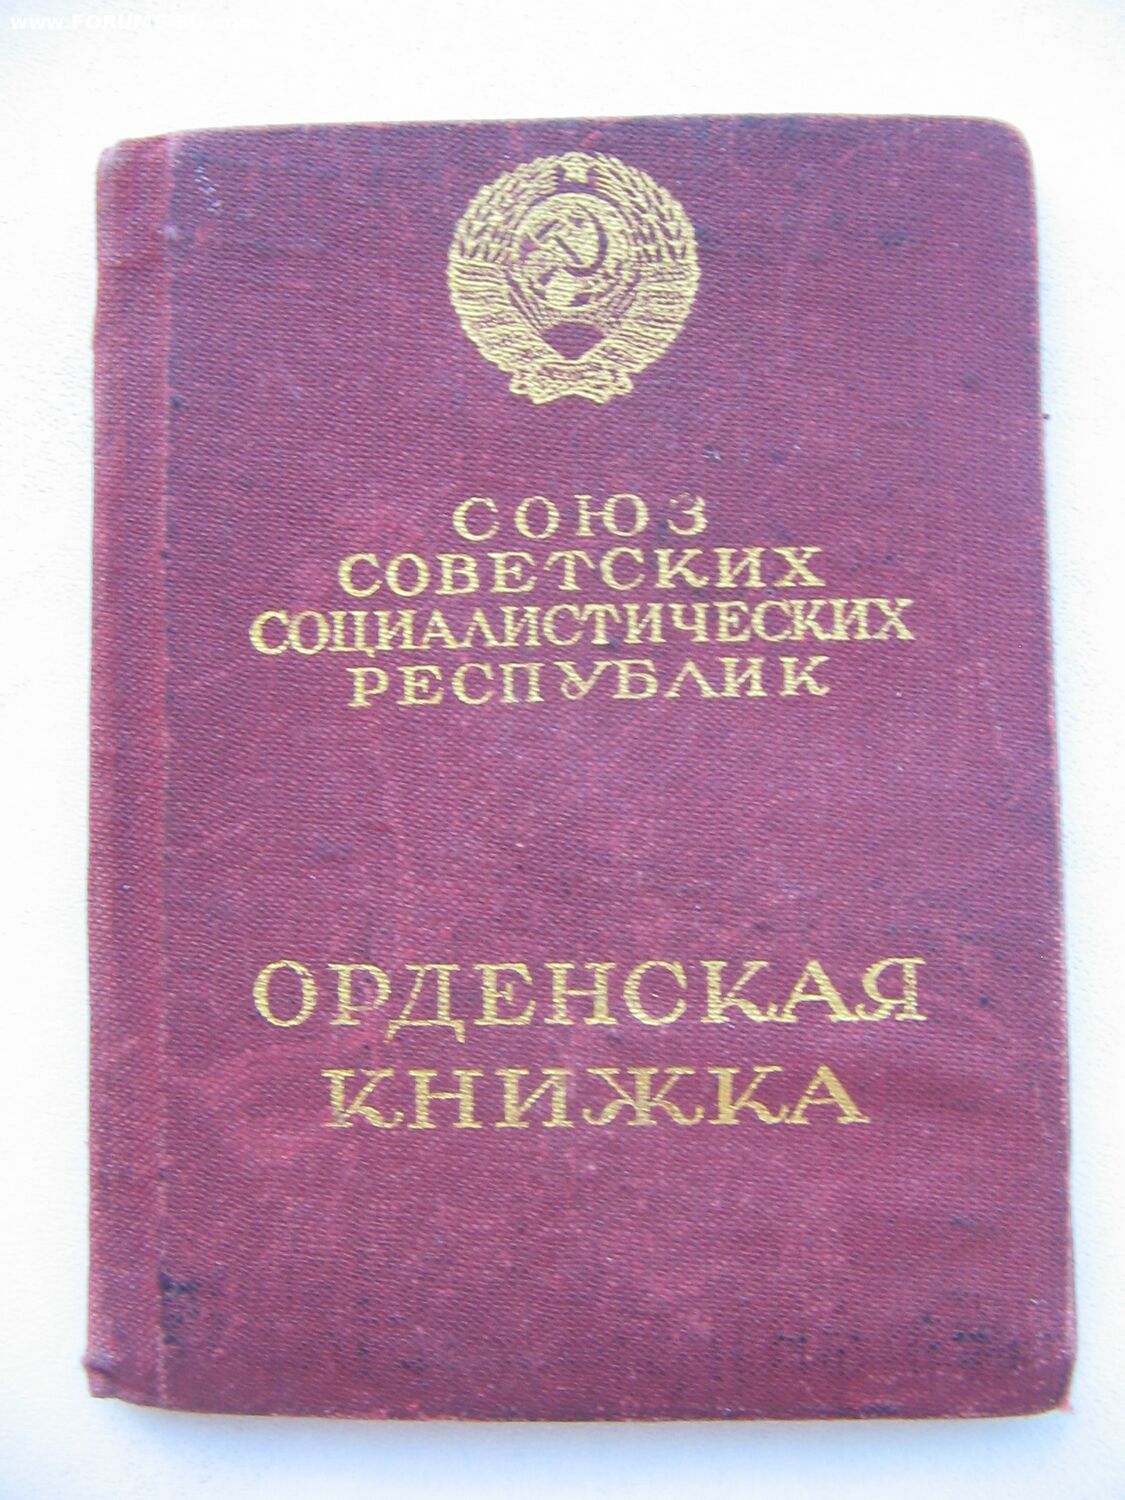 СОЮЗ
СОВЕТСКИХ
СОЦИАЛИСТИЧЕСКИХ
РЕСПУБЛИК
ОРДЕНСКАЯ
КНИЖКА